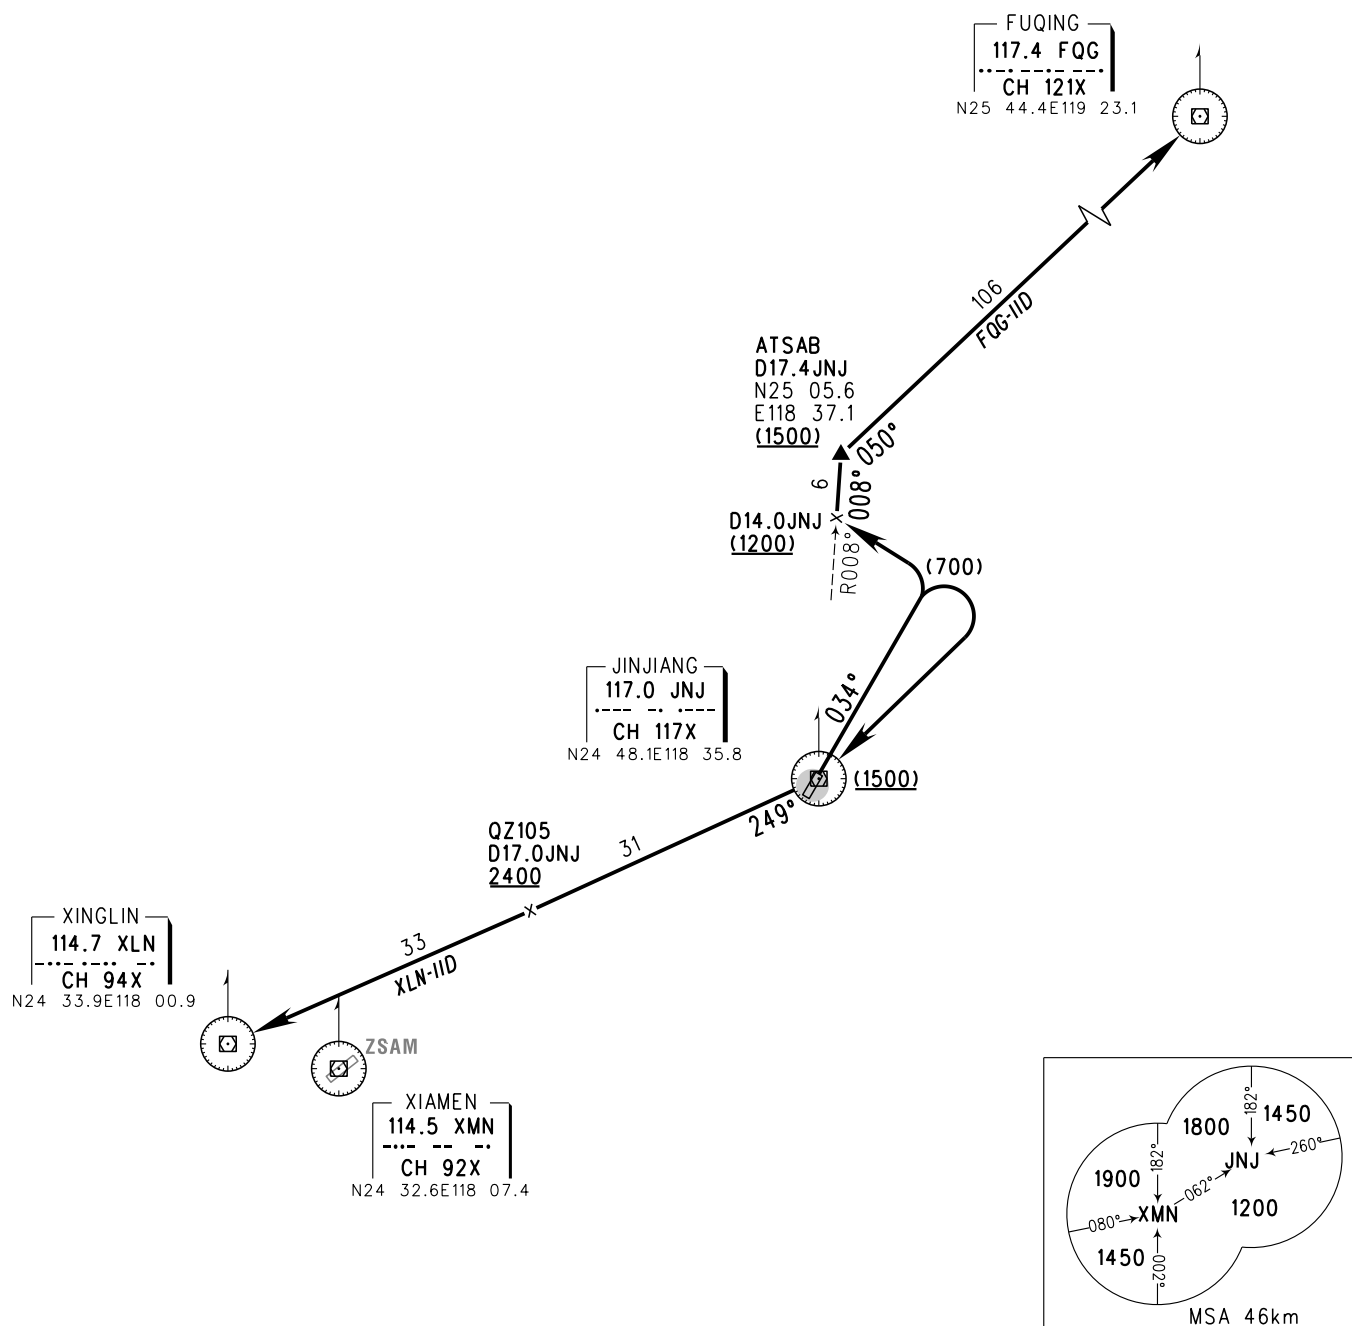 FUQING
117.4 FQG
CH 121X
N25 44.4E119 23.1
106
FQG-IID
ATSAB
D17.4JNJ
N25 05.6
E118 37.1
(1500)
050°
6
008°
D14.0JNJ
(1200)
R008°
(700)
034°
JINJIANG
117.0 JNJ
CH 117X
N24 48.1E118 35.8
(1500)
249°
31
QZ105
D17.0JNJ
2400
33
XLN-IID
XINGLIN
114.7 XLN
CH 94X
N24 33.9E118 00.9
ZSAM
XIAMEN
114.5 XMN
CH 92X
N24 32.6E118 07.4
182°
1450
1800
JNJ
260°
182°
1900
062°
1200
XMN
080°
1450
002°
MSA 46km